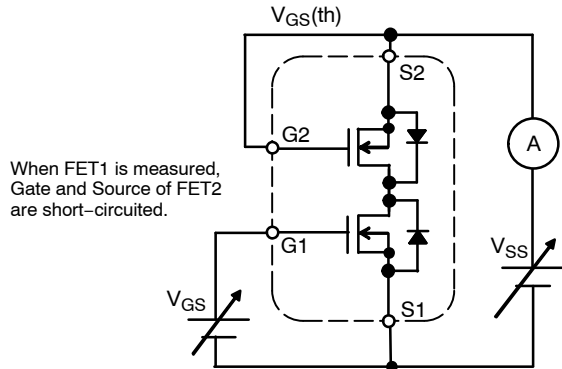 VGS(th)
S2
G2
A
When FET1 is measured,
Gate and Source of FET2
are short−circuited.
G1
VSS
VGS
S1